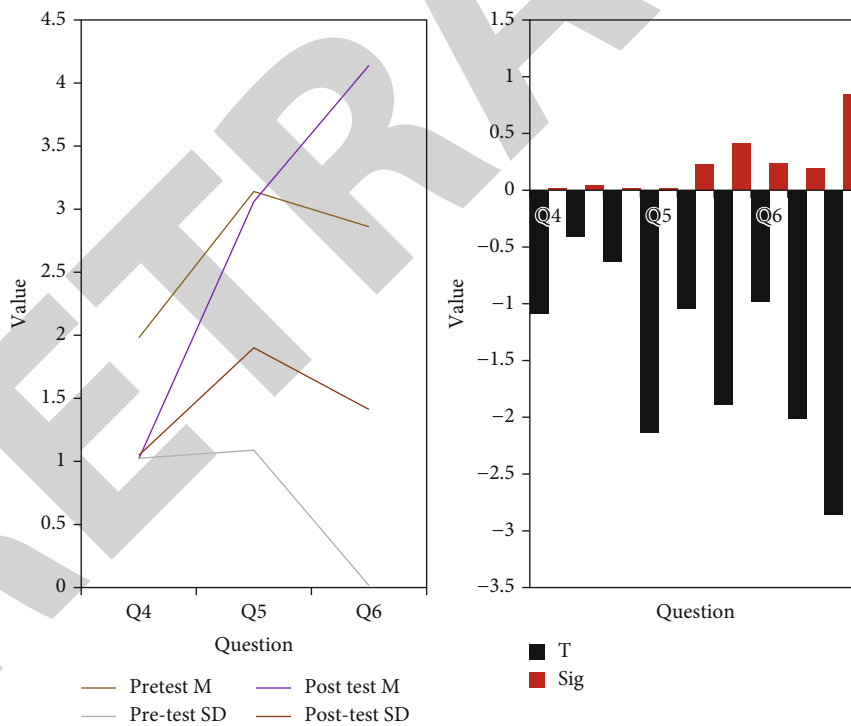 4.5
4
3.5
3
2.5
2
1.5
1
0.5
0
Value
Q4 Q5 Q6
Question
Pretest M
Post test M
Pre-test SD
Post-test SD
1.5
1
0.5
0
−0.5
−1
−1.5
−2
−2.5
−3
−3.5
Value
Q4 Q5 Q6
Question
T
Sig
RETRA